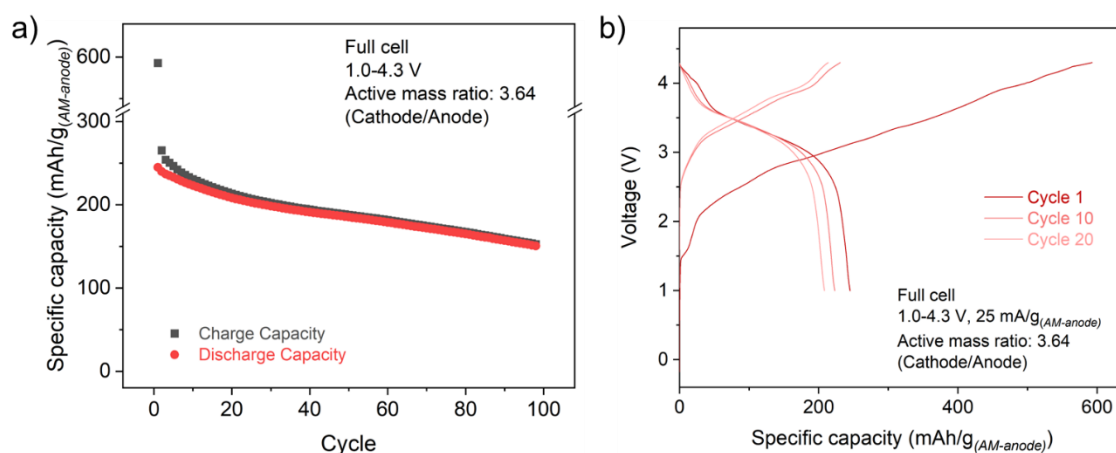 a)
Full cell
1.0-4.3 V
Active mass ratio: 3.64
(Cathode/Anode)
600
300
250
200
150
100
0
Specific capacity (mAh/g(AM-anode))
Charge Capacity
Discharge Capacity
0
20
40
60
80
100
Cycle
b)
4
3
2
1
0
Voltage (V)
Cycle 1
Cycle 10
Cycle 20
Full cell
1.0-4.3 V, 25 mA/g(AM-anode)
Active mass ratio: 3.64
(Cathode/Anode)
0
200
400
600
Specific capacity (mAh/g(AM-anode))